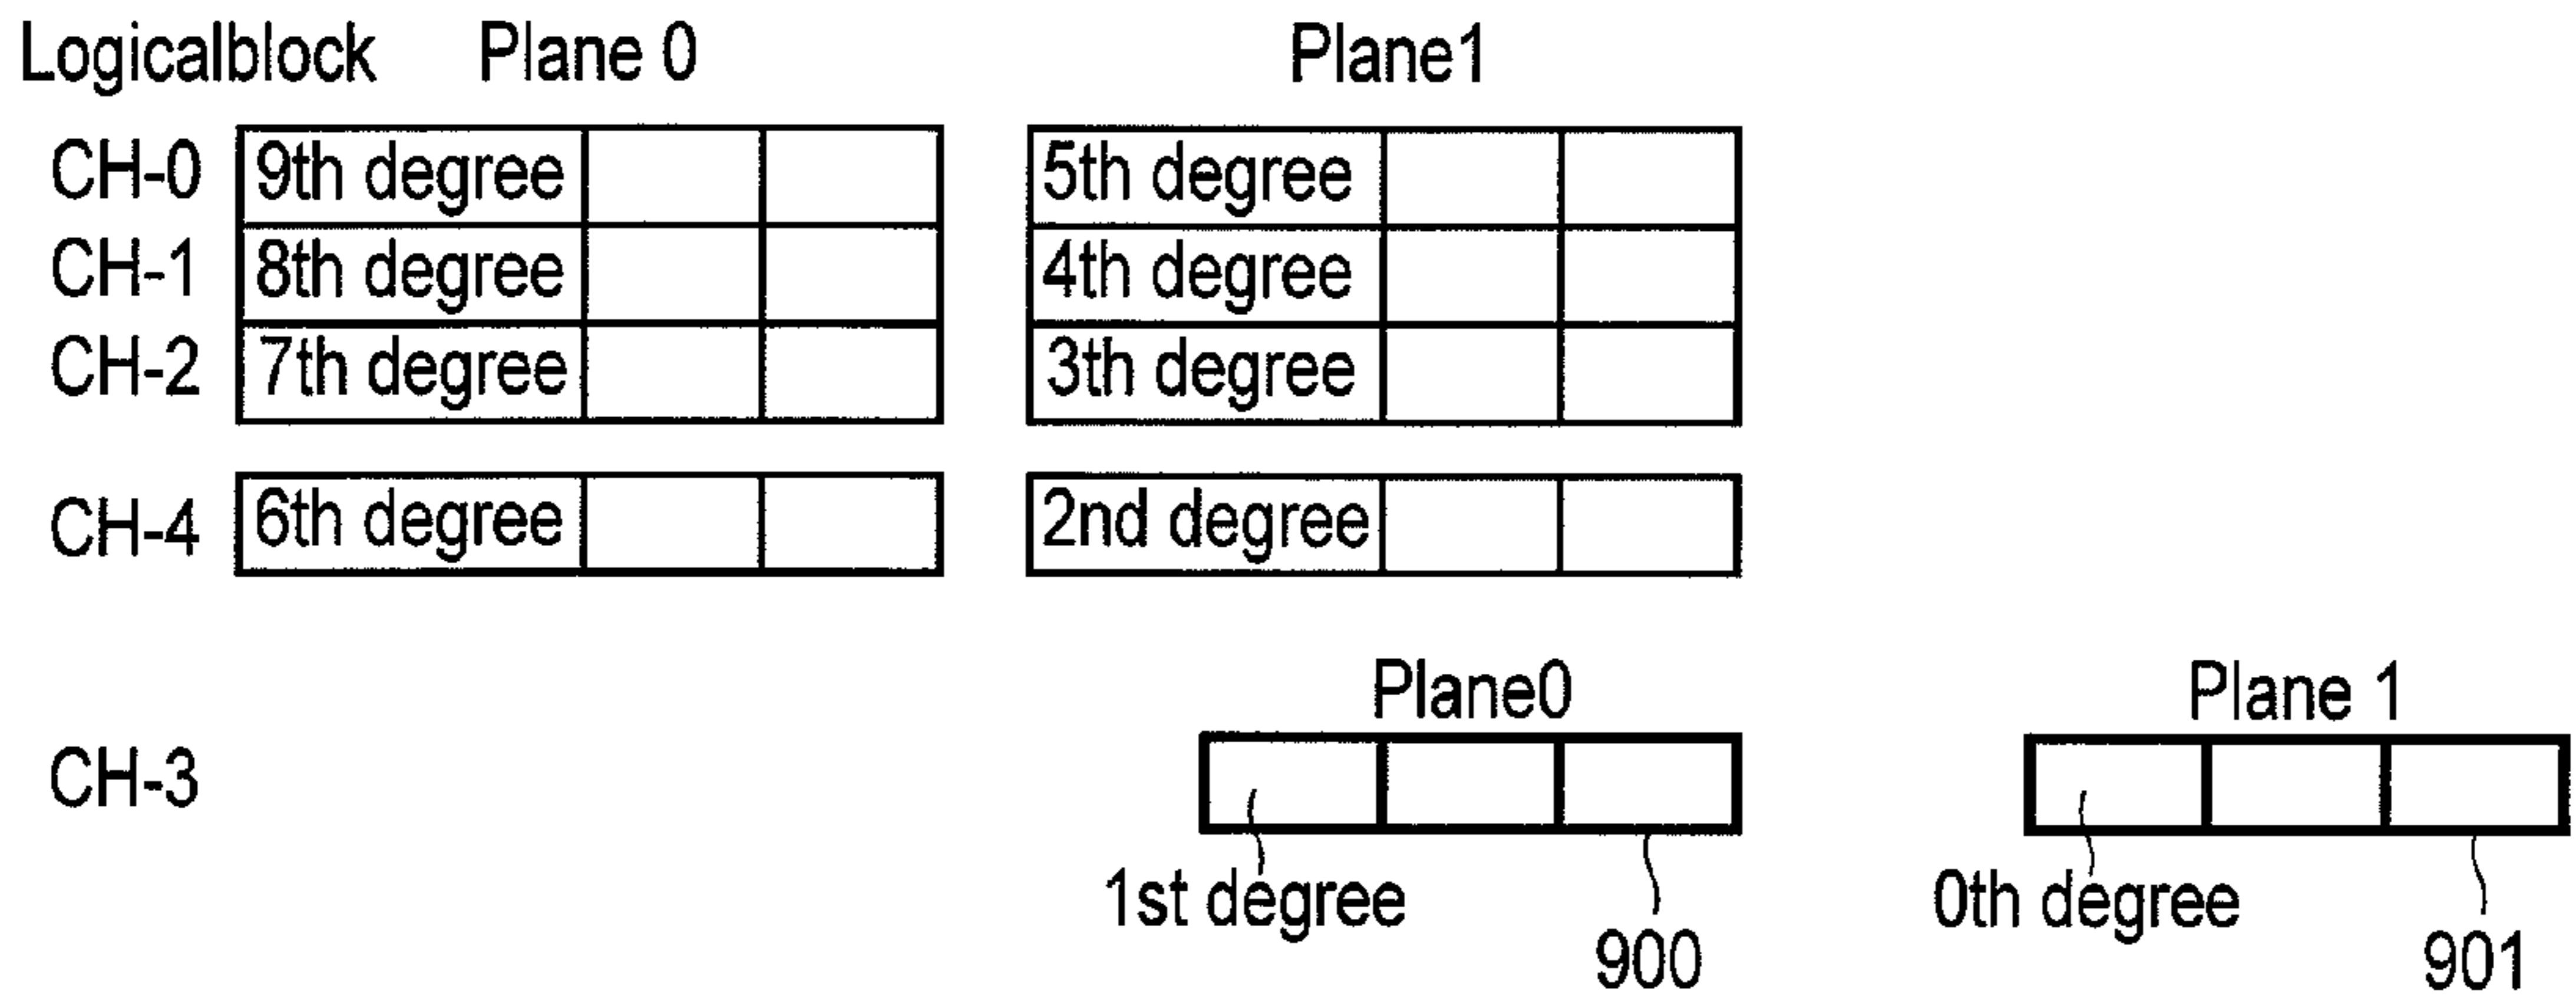 Logicalblock Plane 0 Plane1
CH-0 9th degree 5th degree
CH-1 8th degree 4th degree
CH-2 7th degree 3th degree
CH-4 6th degree 2nd degree
Plane0 Plane 1
CH-3
1st degree 0th degree
900 901